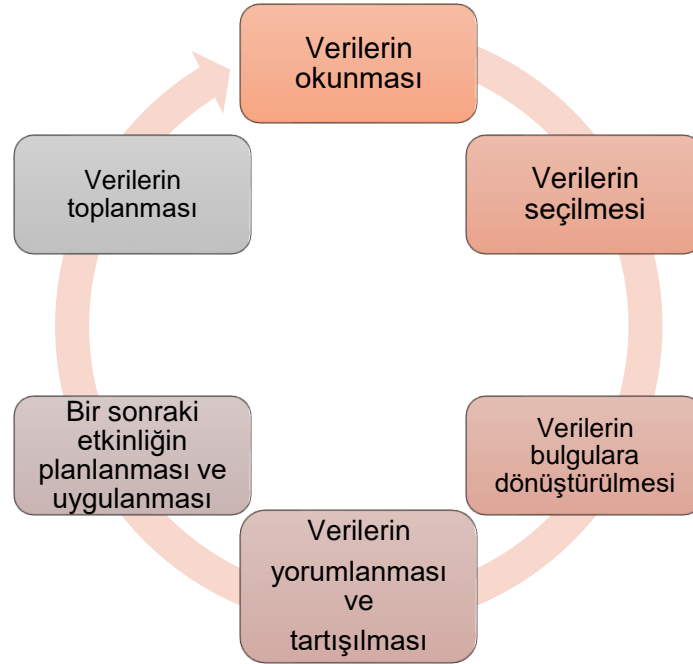 Verilerin
okunması
Verilerin
seçilmesi
Verilerin
bulgulara
dönüştürülmesi
Verilerin
yorumlanması
ve
tartışılması
Bir sonraki
etkinliğin
planlanması ve
uygulanması
Verilerin
toplanması